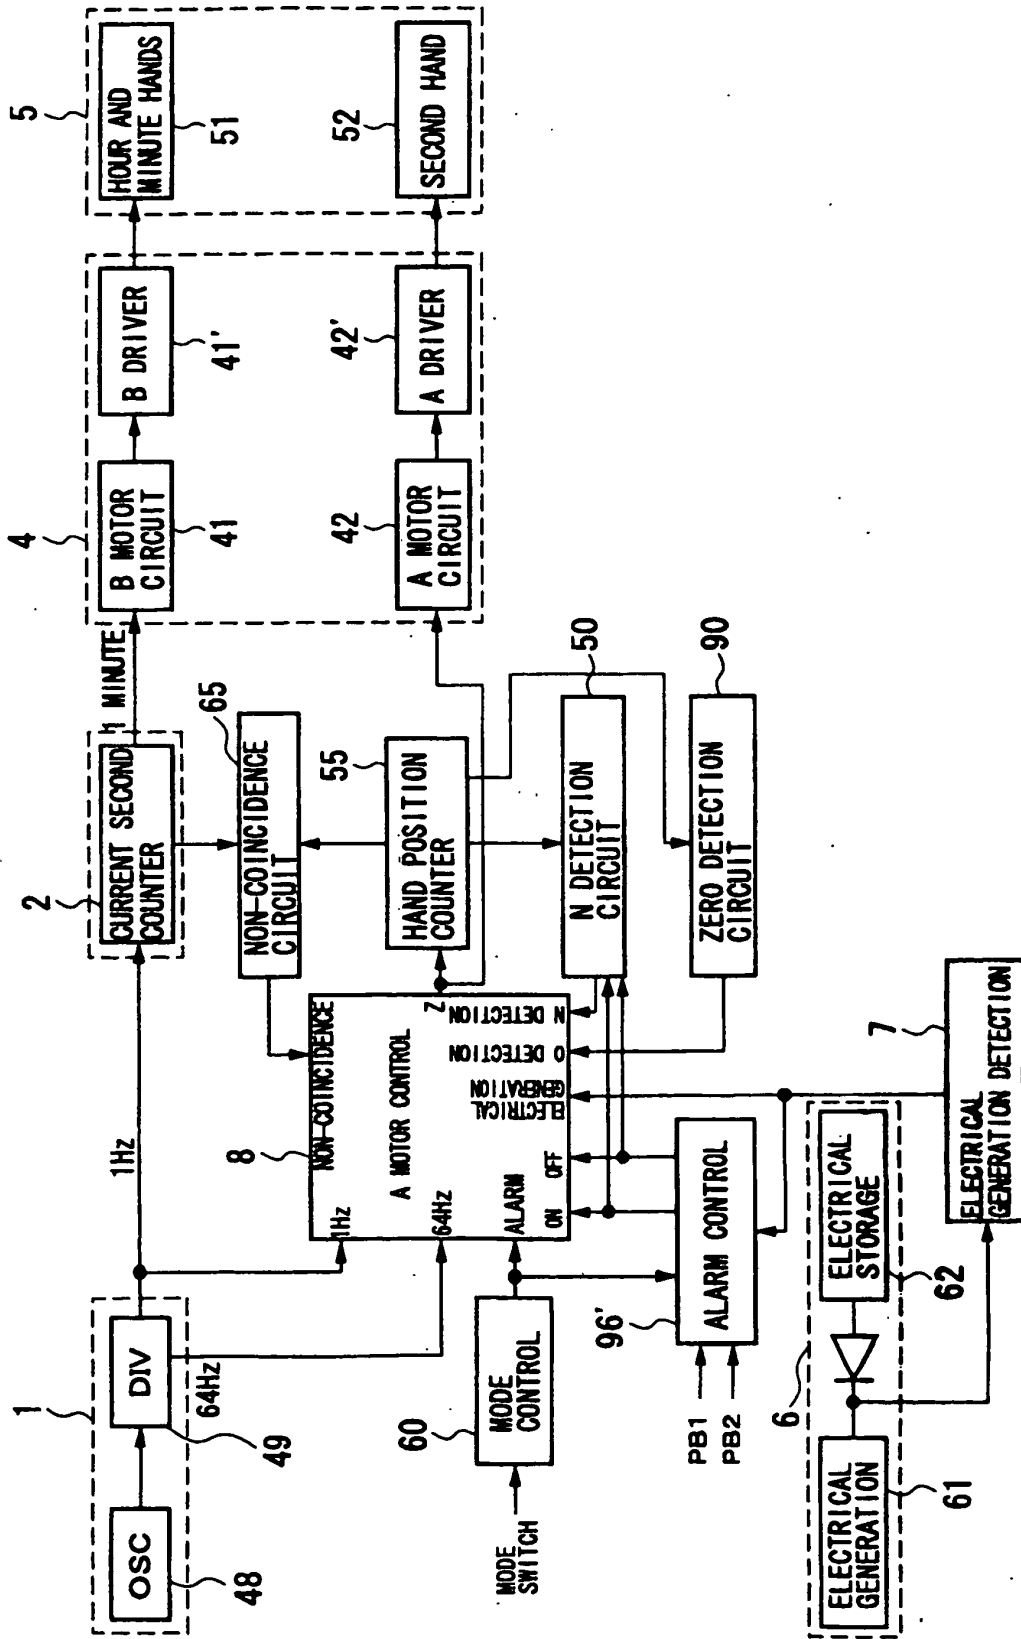 1
OSC
48
DIV
49
64Hz
1Hz
2
CURRENT SECOND
COUNTER
1 MINUTE
4
B MOTOR
CIRCUIT
41
B DRIVER
41'
5
HOUR AND
MINUTE HANDS
51
NON-COINCIDENCE
CIRCUIT
65
HAND POSITION
COUNTER
55
A MOTOR
CIRCUIT
42
A DRIVER
42'
SECOND HAND
52
8
NON-COINCIDENCE
A MOTOR CONTROL
1Hz
64Hz
ALARM
ON
OFF
ELECTRICAL
GENERATION
O DETECTION
N DETECTION
Z
N DETECTION
CIRCUIT
50
ZERO DETECTION
CIRCUIT
90
MODE
SWITCH
MODE
CONTROL
60
PB1
PB2
ALARM CONTROL
96'
6
ELECTRICAL
GENERATION
61
ELECTRICAL
STORAGE
62
7
ELECTRICAL
GENERATION DETECTION